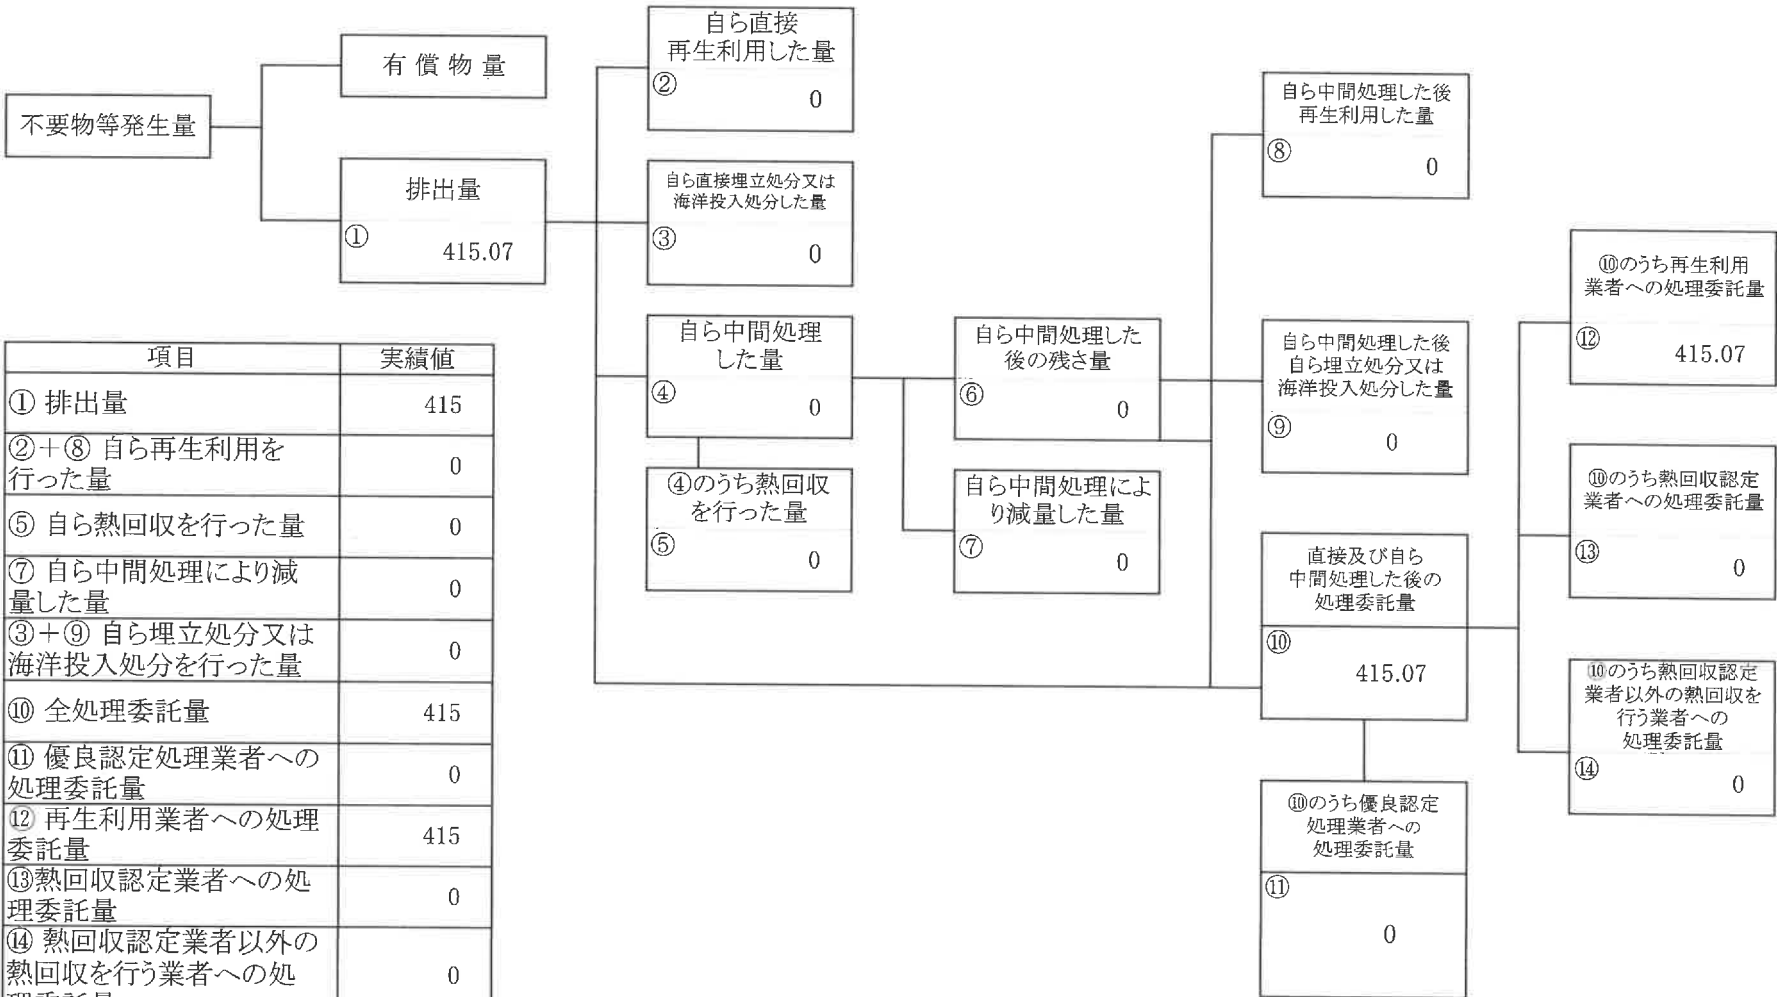 不要物等発生量
有償物量
排出量
①
415.07
自ら直接
再生利用した量
②
0
自ら直接埋立処分又は
海洋投入処分した量
③
0
自ら中間処理
した量
④
0
④のうち熱回収
を行った量
⑤
0
自ら中間処理した
後の残さ量
⑥
0
自ら中間処理によ
り減量した量
⑦
0
自ら中間処理した後
再生利用した量
⑧
0
自ら中間処理した後
自ら埋立処分又は
海洋投入処分した量
⑨
0
直接及び自ら
中間処理した後の
処理委託量
⑩
415.07
⑩のうち優良認定
処理業者への
処理委託量
⑪
0
⑩のうち再生利用
業者への処理委託量
⑫
415.07
⑩のうち熱回収認定
業者への処理委託量
⑬
0
⑩のうち熱回収認定
業者以外の熱回収を
行う業者への
処理委託量
⑭
0
項目 実績値
① 排出量 415
②+⑧ 自ら再生利用を
行った量 0
⑤ 自ら熱回収を行った量 0
⑦ 自ら中間処理により減
量した量 0
③+⑨ 自ら埋立処分又は
海洋投入処分を行った量 0
⑩ 全処理委託量 415
⑪ 優良認定処理業者への
処理委託量 0
⑫ 再生利用業者への処理
委託量 415
⑬熱回収認定業者への処
理委託量 0
⑭ 熱回収認定業者以外の
熱回収を行う業者への処 0